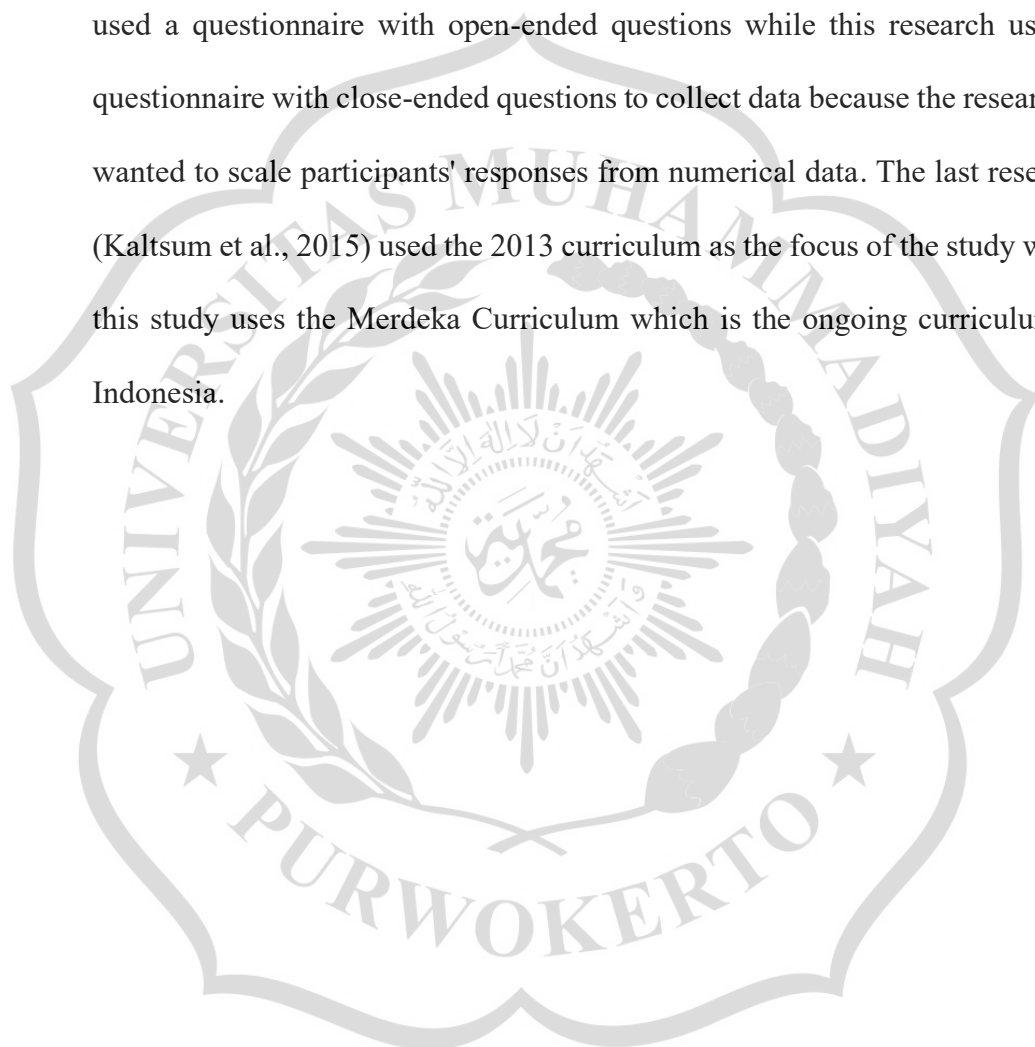 used a questionnaire with open-ended questions while this research us
questionnaire with close-ended questions to collect data because the resear
wanted to scale participants' responses from numerical data. The last rese
(Kaltsum et al., 2015) used the 2013 curriculum as the focus of the study w
this study uses the Merdeka Curriculum which is the ongoing curriculu
Indonesia.
UNIVERSITAS MUHAMMADIYAH
اَشْهَدُ اَنْ لَا اِلٰهَ اِلَّا اللّٰه
محمدية
وَاَشْهَدُ اَنَّ مُحَمَّدًا رَسُوْلُ اللّٰه
PURWOKERTO